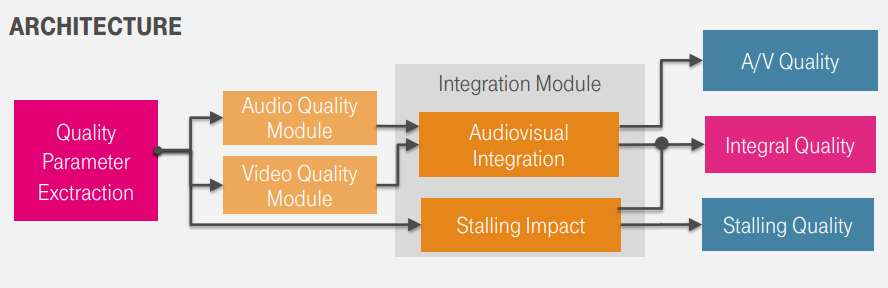 ARCHITECTURE
Quality
Parameter
Exctraction
Audio Quality
Module
Video Quality
Module
Integration Module
Audiovisual
Integration
Stalling Impact
A/V Quality
Integral Quality
Stalling Quality